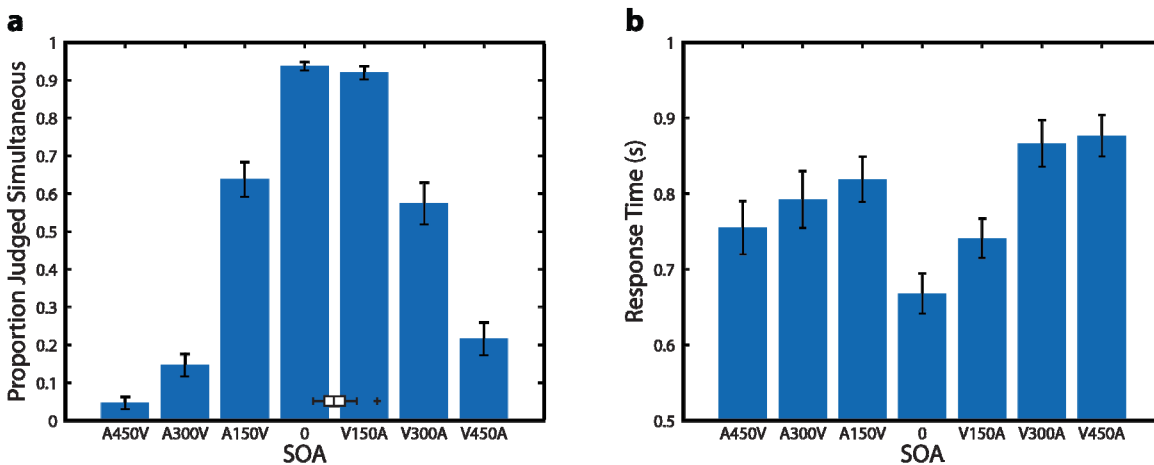 a
Proportion Judged Simultaneous
1
0.9
0.8
0.7
0.6
0.5
0.4
0.3
0.2
0.1
0
A450V A300V A150V 0 V150A V300A V450A
SOA
b
Response Time (s)
1
0.9
0.8
0.7
0.6
0.5
A450V A300V A150V 0 V150A V300A V450A
SOA